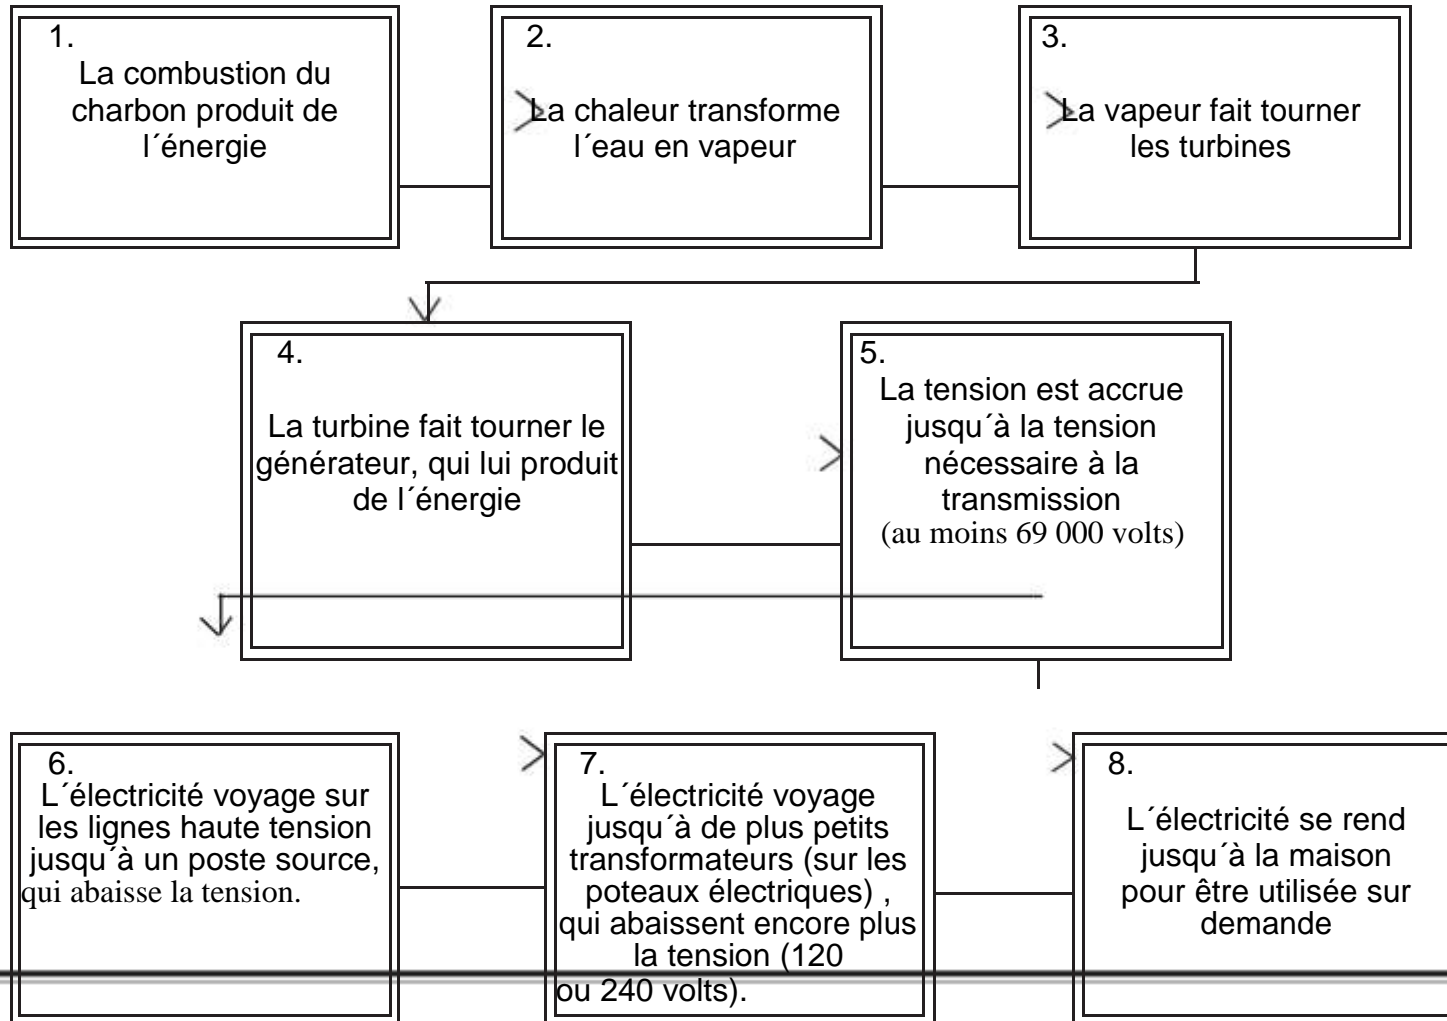 1.
La combustion du
charbon produit de
l´énergie
2.
La chaleur transforme
l´eau en vapeur
3.
La vapeur fait tourner
les turbines
4.
La turbine fait tourner le
générateur, qui lui produit
de l´énergie
5.
La tension est accrue
jusqu´à la tension
nécessaire à la
transmission
(au moins 69 000 volts)
6.
L´électricité voyage sur
les lignes haute tension
jusqu´à un poste source,
qui abaisse la tension.
7.
L´électricité voyage
jusqu´à de plus petits
transformateurs (sur les
poteaux électriques) ,
qui abaissent encore plus
la tension (120
ou 240 volts).
8.
L´électricité se rend
jusqu´à la maison
pour être utilisée sur
demande